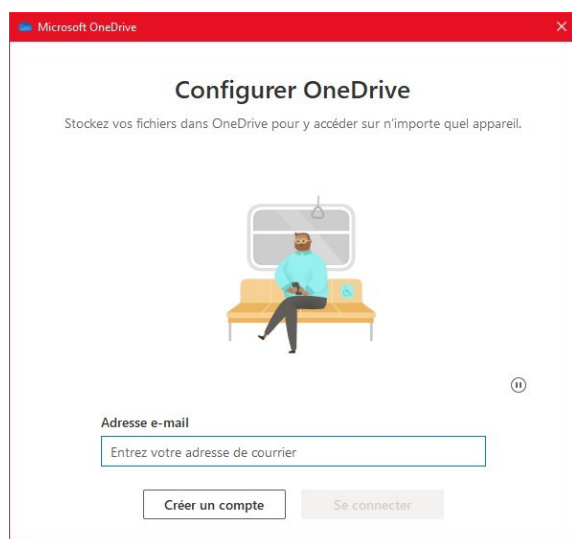 Microsoft OneDrive
Configurer OneDrive
Stockez vos fichiers dans OneDrive pour y accéder sur n'importe quel appareil.
Adresse e-mail
Entrez votre adresse de courrier
Créer un compte
Se connecter